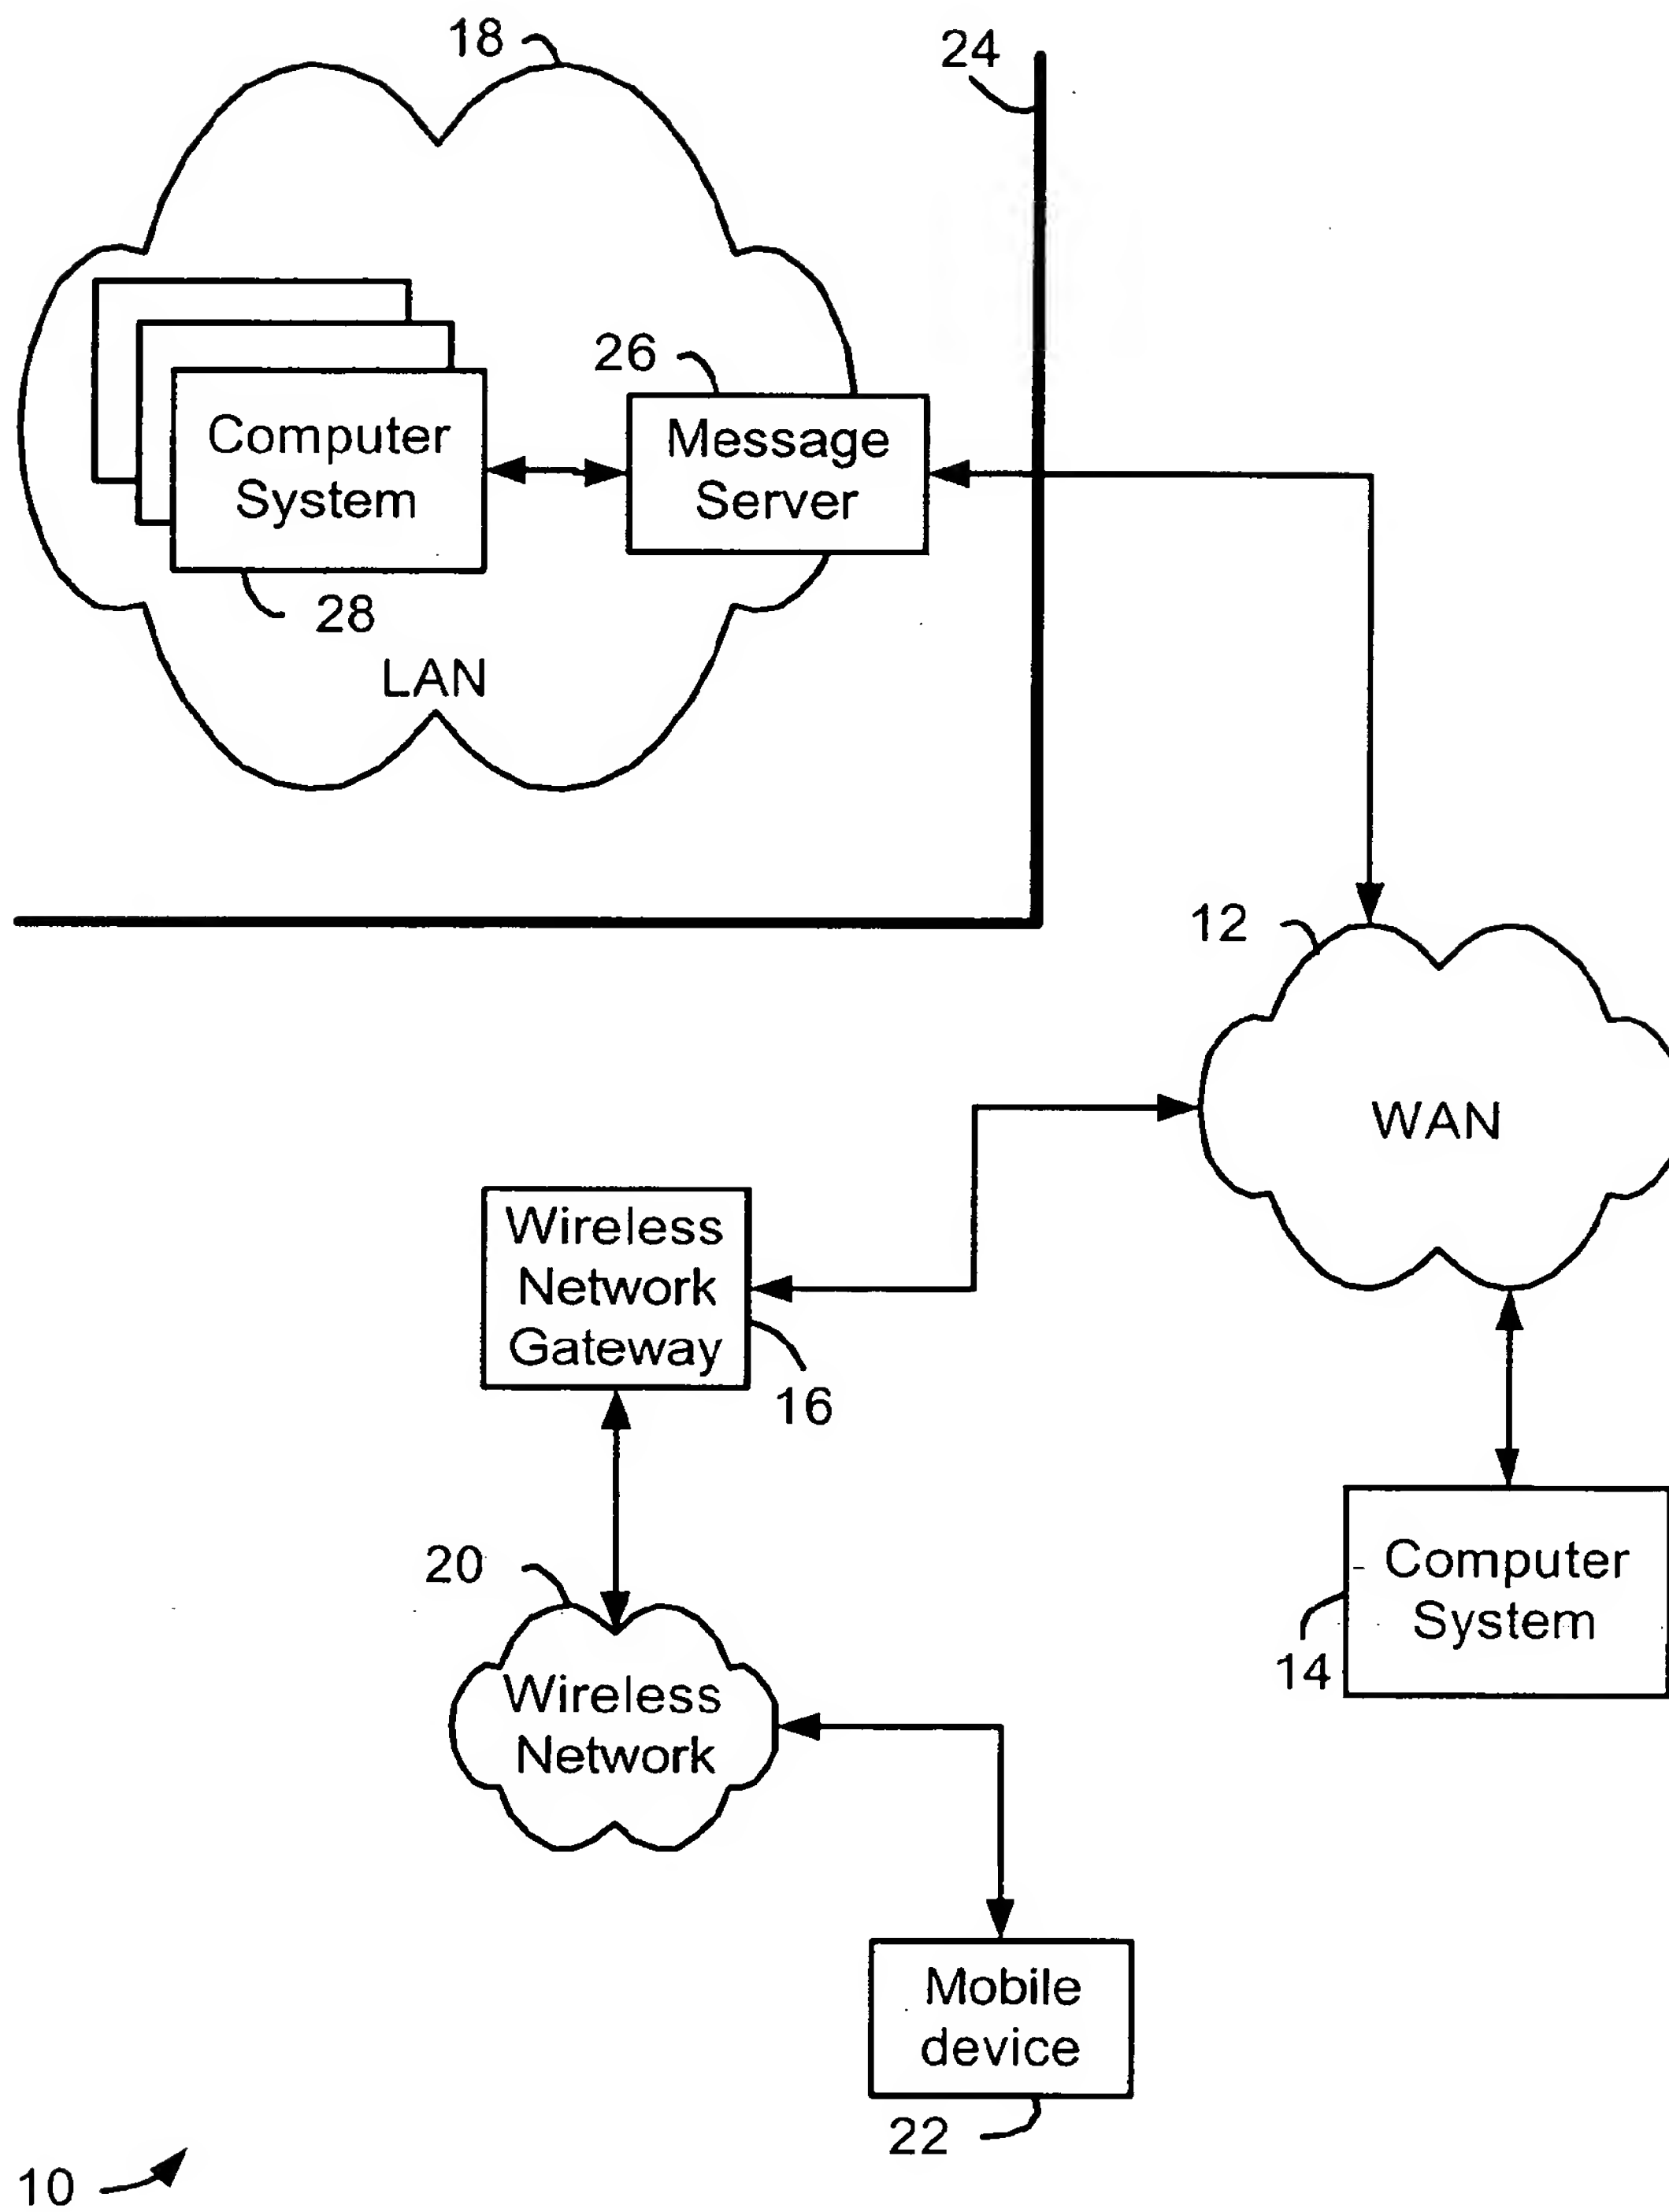 18
24
26
Computer
System
Message
Server
28
LAN
12
WAN
Wireless
Network
Gateway
16
20
Computer
System
14
Wireless
Network
Mobile
device
22
10